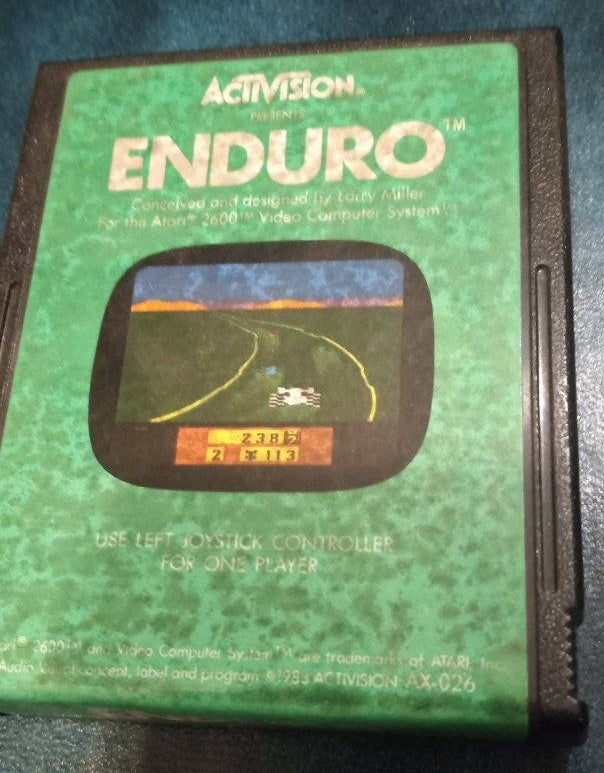 ACTIVISION®
PRESENTS
ENDURO™
Conceived and designed by Larry Miller
For the Atari® 2600™ Video Computer System™
2385
2 113
USE LEFT JOYSTICK CONTROLLER
FOR ONE PLAYER
2600™ and Video Computer System™ are trademarks of ATARI, Inc.
Audio Visual concept, label and program ©1983 ACTIVISION AX-026